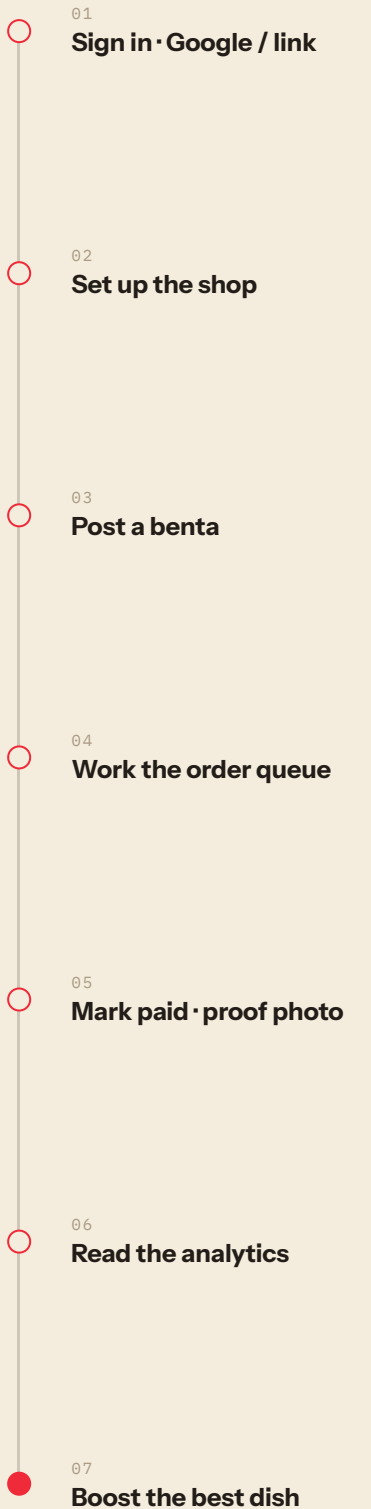 01
Sign in · Google / link
02
Set up the shop
03
Post a benta
04
Work the order queue
05
Mark paid · proof photo
06
Read the analytics
07
Boost the best dish